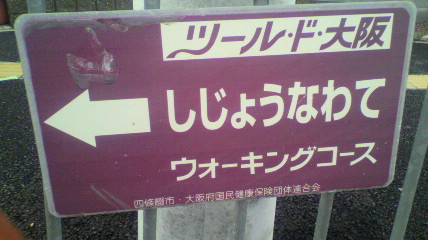 ツール・ド・大阪
しじょうなわて
ウォーキングコース
四條畷市・大阪府国民健康保険団体連合会